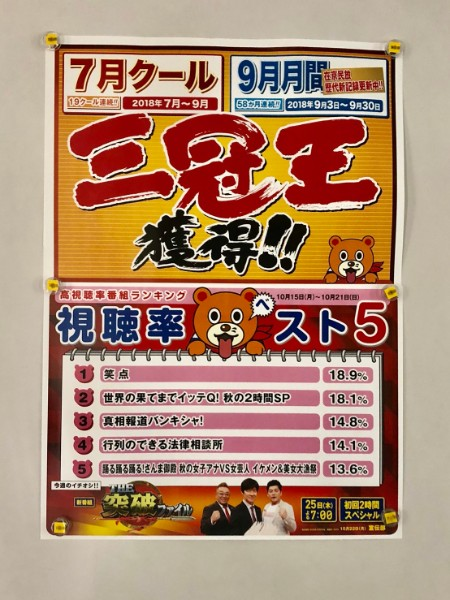 7月クール
19クール連続!!
2018年7月～9月
9月月間
在京民放
歴代新記録更新中!!
58か月連続!!
2018年9月3日～9月30日
三冠王
獲得!!
高視聴率番組ランキング
10月15日(月)～10月21日(日)
視聴率ベスト5
1 笑点 18.9%
2 世界の果てまでイッテQ! 秋の2時間SP 18.1%
3 真相報道バンキシャ! 14.8%
4 行列のできる法律相談所 14.1%
5 踊る踊る踊る!さんま御殿 秋の女子アナVS女芸人 イケメン&美女大漁祭 13.6%
今週のイチオシ!!
新番組
THE
突破ファイル
25日(木)
よる7:00
初回2時間
スペシャル
宣伝部